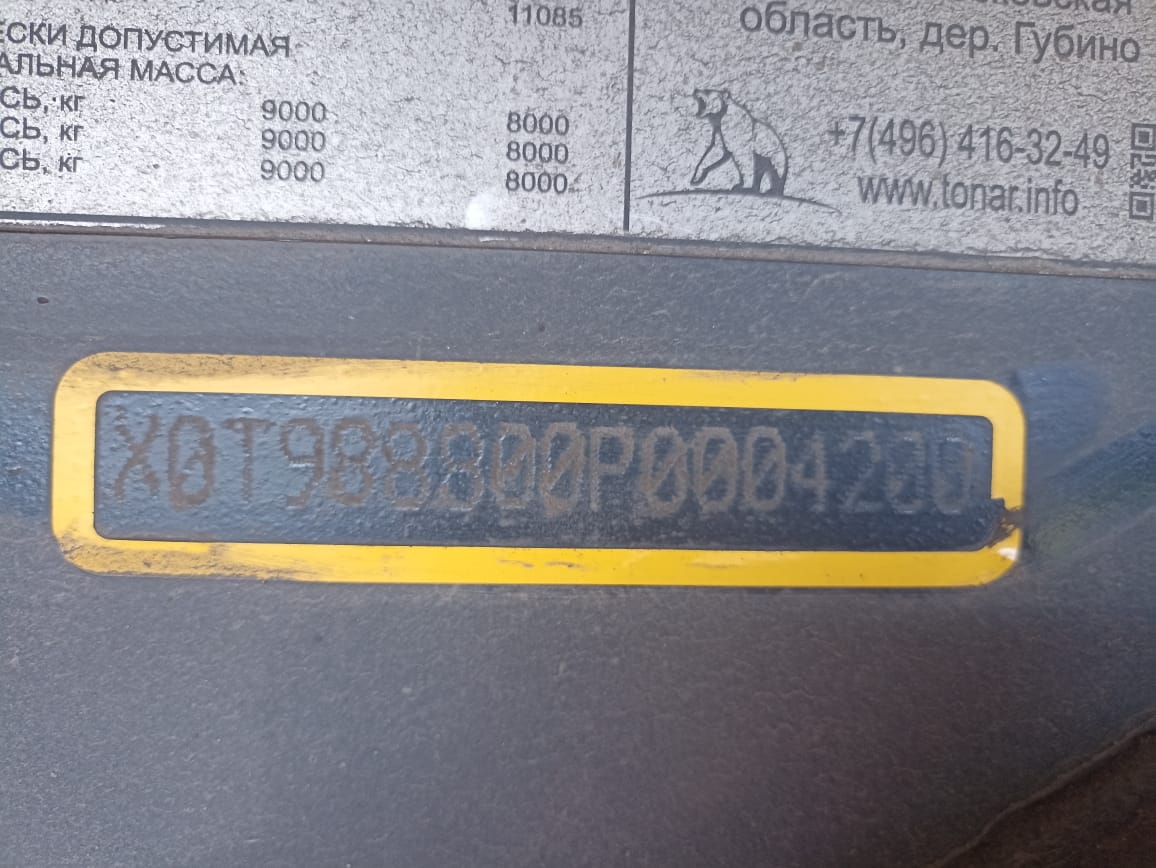 11085
ЕСКИ ДОПУСТИМАЯ
АЛЬНАЯ МАССА:
СЬ, кг 9000 8000
СЬ, кг 9000 8000
СЬ, кг 9000 8000
область, дер. Губино
+7(496) 416-32-49
www.tonar.info
X0T988800P0004200